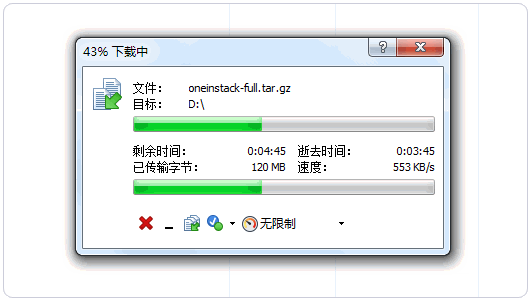 43% 下载中
文件： oneinstack-full.tar.gz
目标： D:\
剩余时间： 0:04:45 逝去时间： 0:03:45
已传输字节： 120 MB 速度： 553 KB/s
无限制